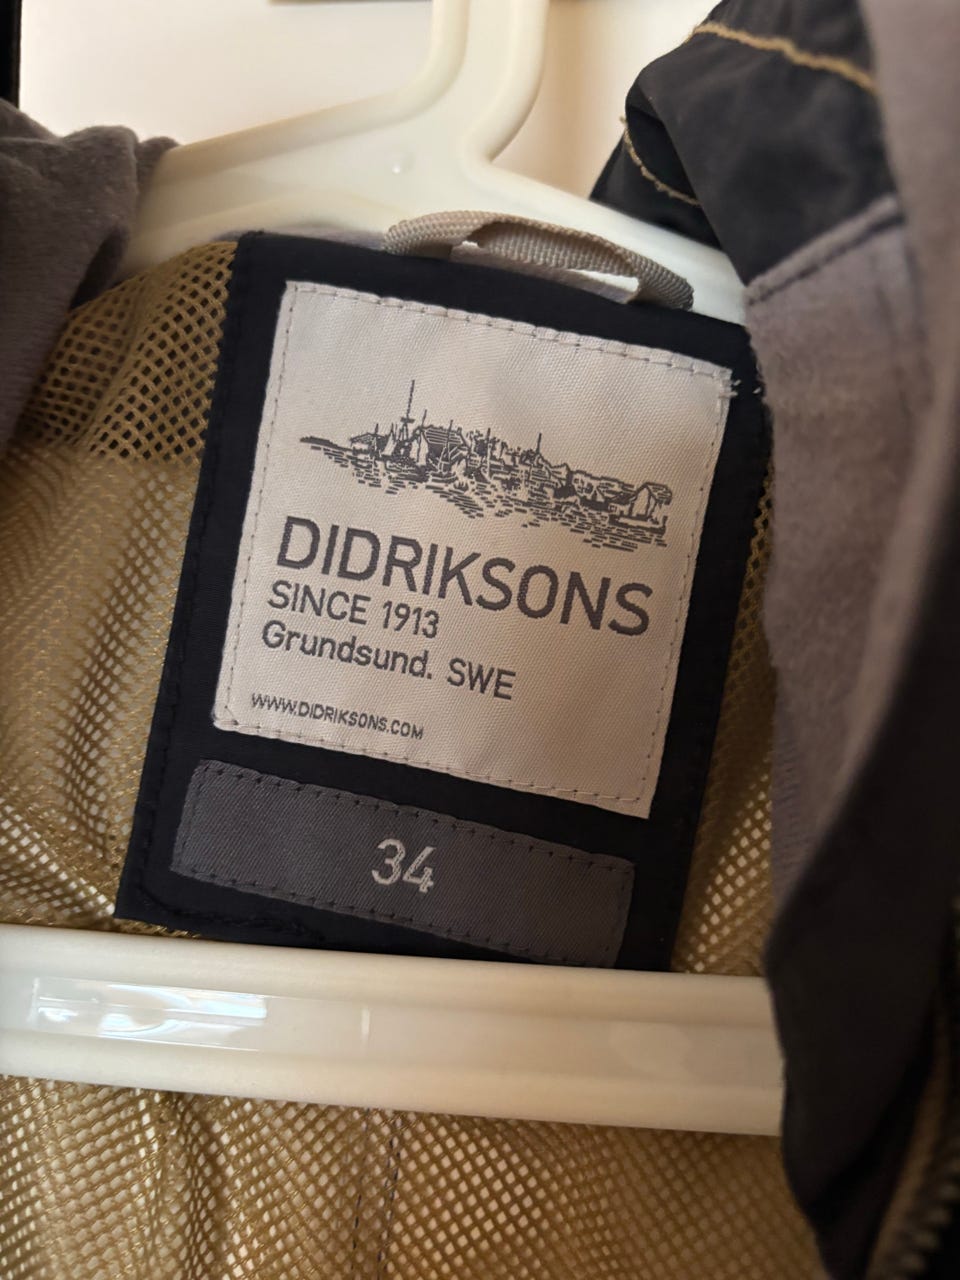 DIDRIKSONS
SINCE 1913
Grundsund. SWE
WWW.DIDRIKSONS.COM
34